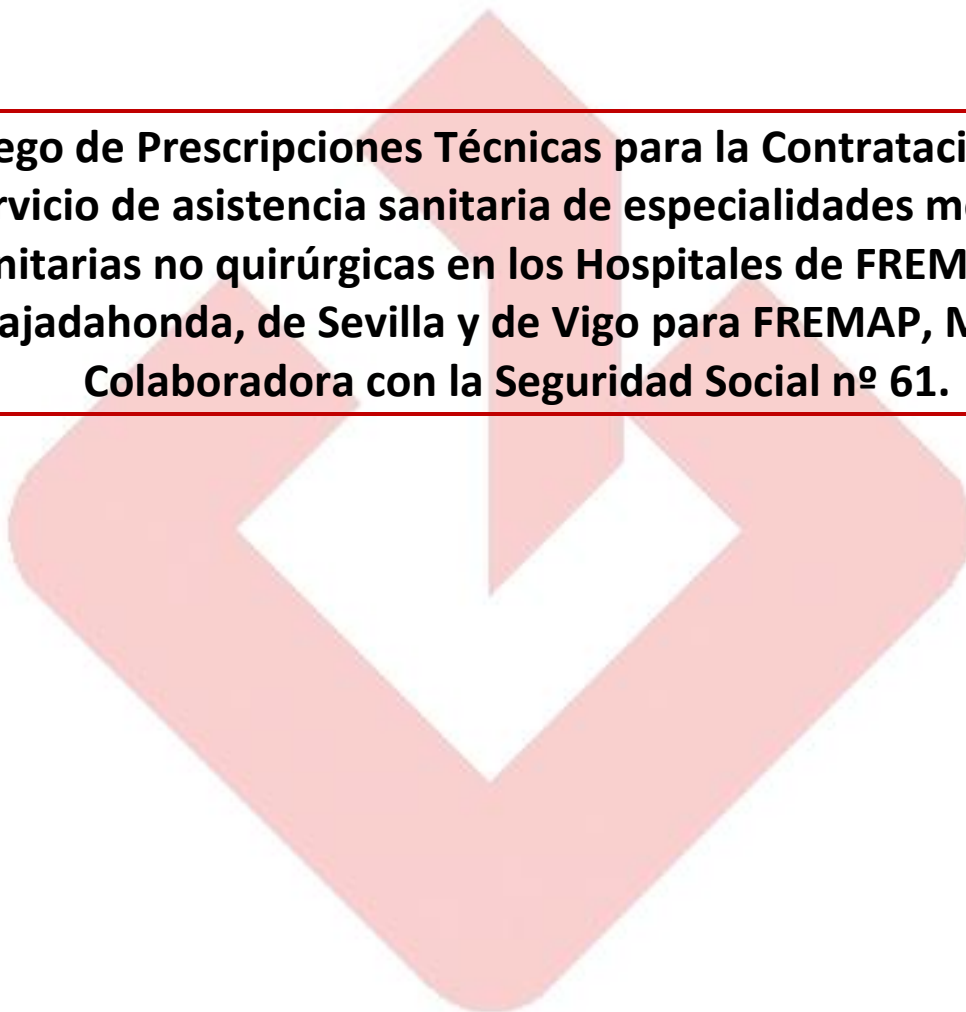 ego de Prescripciones Técnicas para la Contrataci
rvicio de asistencia sanitaria de especialidades m
nitarias no quirúrgicas en los Hospitales de FREM
ajadahonda, de Sevilla y de Vigo para FREMAP, M
Colaboradora con la Seguridad Social nº 61.